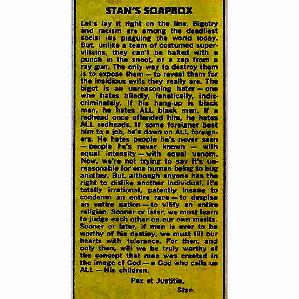 STAN'S SOAPBOX
Let's lay it right on the line. Bigotry
and racism are among the deadliest
social ills plaguing the world today.
But, unlike a team of costumed super-
villains, they can't be halted with a
punch in the snoot, or a zap from a
ray gun. The only way to destroy them
is to expose them — to reveal them for
the insidious evils they really are. The
bigot is an unreasoning hater — one
who hates blindly, fanatically, indis-
criminately. If his hang-up is black
men, he hates ALL black men. If a
redhead once offended him, he hates
ALL redheads. If some foreigner beat
him to a job, he's down on ALL foreign-
ers. He hates people he's never seen
— people he's never known — with
equal intensity — with equal venom.
Now, we're not trying to say it's un-
reasonable for one human being to bug
another. But, although anyone has the
right to dislike another individual, it's
totally irrational, patently insane to
condemn an entire race — to despise
an entire nation — to vilify an entire
religion. Sooner or later, we must learn
to judge each other on our own merits.
Sooner or later, if man is ever to be
worthy of his destiny, we must fill our
hearts with tolerance. For then, and
only then, will we be truly worthy of
the concept that man was created in
the image of God — a God who calls us
ALL — His children.
Pax et Justitia,
Stan.